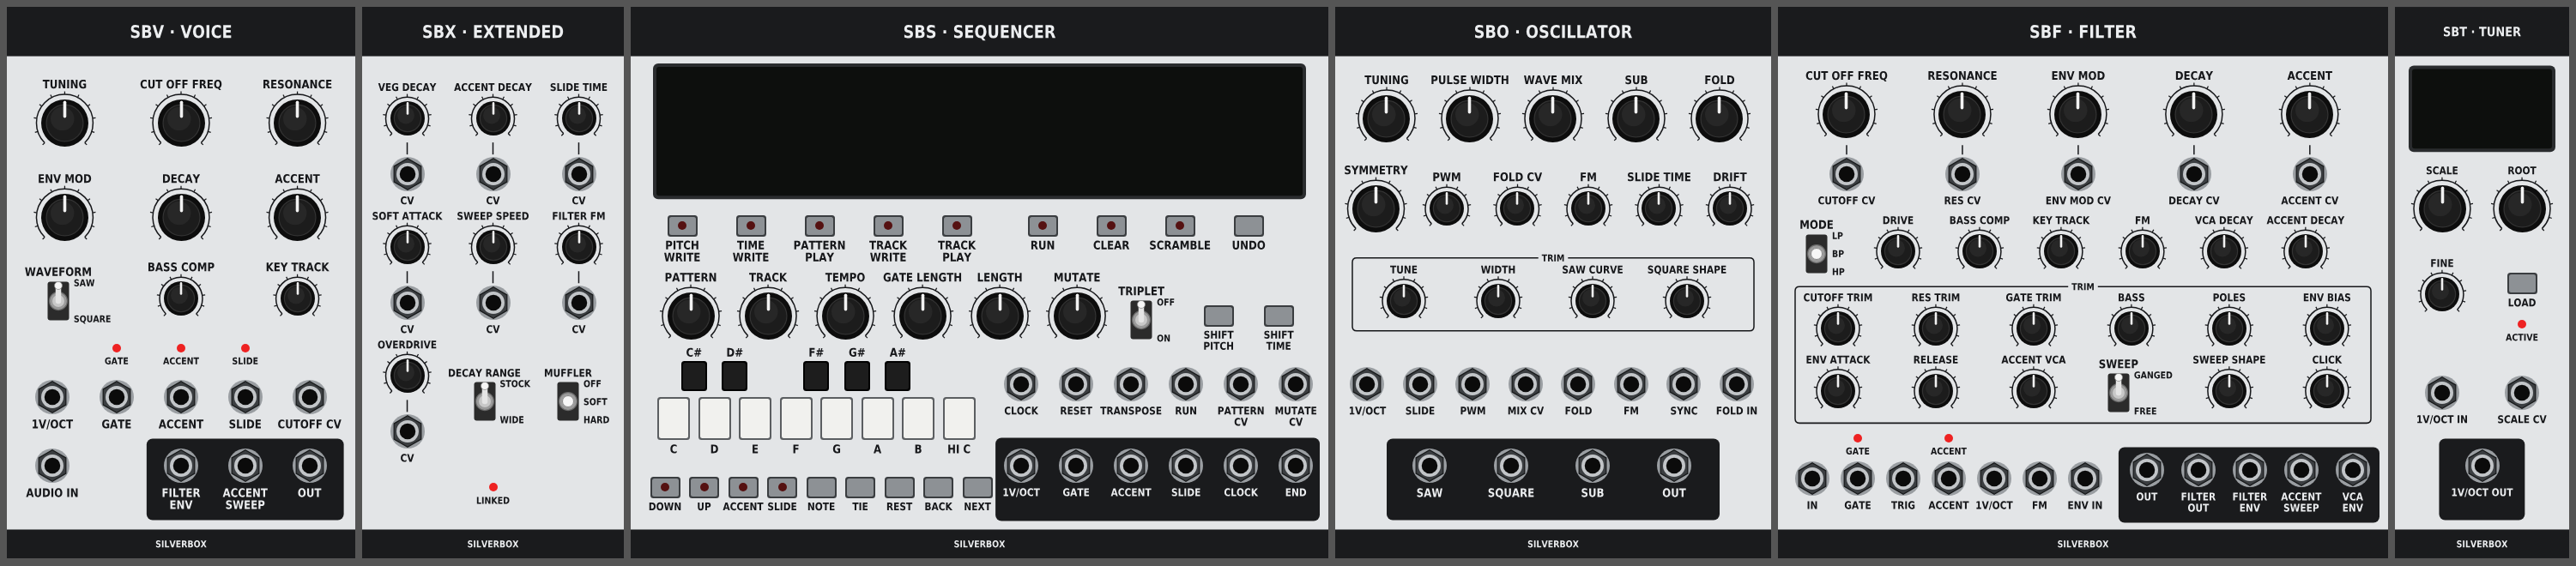 SBV · VOICE
TUNING CUT OFF FREQ RESONANCE
ENV MOD DECAY ACCENT
WAVEFORM BASS COMP KEY TRACK
SAW
SQUARE
GATE ACCENT SLIDE
1V/OCT GATE ACCENT SLIDE CUTOFF CV
AUDIO IN FILTER ENV ACCENT SWEEP OUT
SILVERBOX
SBX · EXTENDED
VEG DECAY ACCENT DECAY SLIDE TIME
CV CV CV
SOFT ATTACK SWEEP SPEED FILTER FM
CV CV CV
OVERDRIVE
DECAY RANGE MUFFLER
STOCK OFF
SOFT
WIDE HARD
CV
LINKED
SILVERBOX
SBS · SEQUENCER
PITCH WRITE TIME WRITE PATTERN PLAY TRACK WRITE TRACK PLAY RUN CLEAR SCRAMBLE UNDO
PATTERN TRACK TEMPO GATE LENGTH LENGTH MUTATE TRIPLET
OFF
ON
SHIFT PITCH SHIFT TIME
C# D# F# G# A#
CLOCK RESET TRANSPOSE RUN PATTERN CV MUTATE CV
C D E F G A B HI C
1V/OCT GATE ACCENT SLIDE CLOCK END
DOWN UP ACCENT SLIDE NOTE TIE REST BACK NEXT
SILVERBOX
SBO · OSCILLATOR
TUNING PULSE WIDTH WAVE MIX SUB FOLD
SYMMETRY PWM FOLD CV FM SLIDE TIME DRIFT
TRIM
TUNE WIDTH SAW CURVE SQUARE SHAPE
1V/OCT SLIDE PWM MIX CV FOLD FM SYNC FOLD IN
SAW SQUARE SUB OUT
SILVERBOX
SBF · FILTER
CUT OFF FREQ RESONANCE ENV MOD DECAY ACCENT
CUTOFF CV RES CV ENV MOD CV DECAY CV ACCENT CV
MODE DRIVE BASS COMP KEY TRACK FM VCA DECAY ACCENT DECAY
LP
BP
HP
TRIM
CUTOFF TRIM RES TRIM GATE TRIM BASS POLES ENV BIAS
ENV ATTACK RELEASE ACCENT VCA SWEEP SWEEP SHAPE CLICK
GANGED
FREE
GATE ACCENT
IN GATE TRIG ACCENT 1V/OCT FM ENV IN
OUT FILTER OUT FILTER ENV ACCENT SWEEP VCA ENV
SILVERBOX
SBT · TUNER
SCALE ROOT
FINE
LOAD
ACTIVE
1V/OCT IN SCALE CV
1V/OCT OUT
SILVERBOX